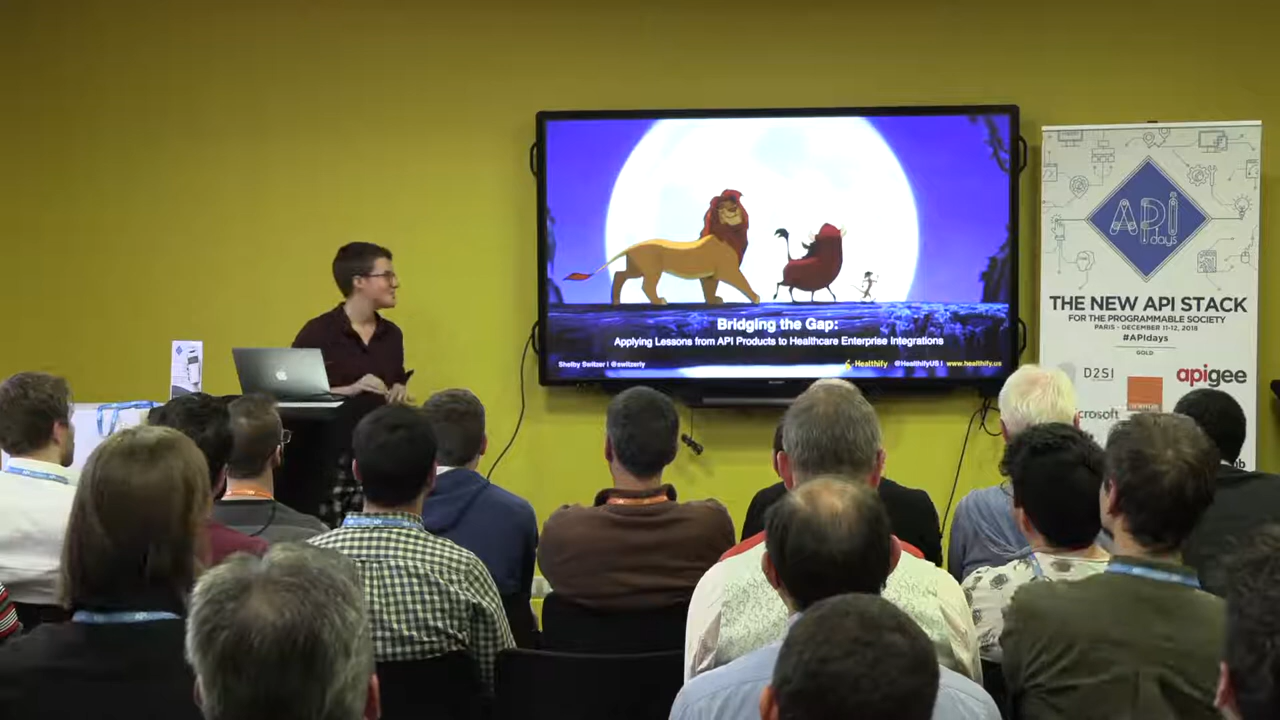 Bridging the Gap:
Applying Lessons from API Products to Healthcare Enterprise Integrations
Shelby Switzer | @switzerly
Healthify @HealthifyUS | www.healthify.us
API
days
THE NEW API STACK
FOR THE PROGRAMMABLE SOCIETY
PARIS - DECEMBER 11-12, 2018
#APIdays
GOLD
D2SI
apigee
crosoft